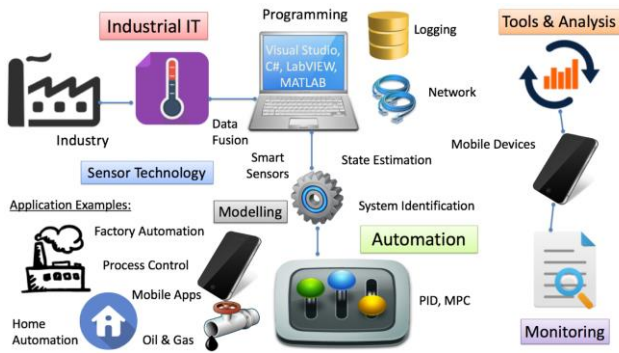 Industrial IT
Programming
Visual Studio,
C#, LabVIEW,
MATLAB
Logging
Network
Tools & Analysis
Industry
Data
Fusion
Sensor Technology
Smart
Sensors
State Estimation
Mobile Devices
System Identification
Application Examples:
Modelling
Factory Automation
Automation
Process Control
Mobile Apps
PID, MPC
Home
Automation
Oil & Gas
Monitoring